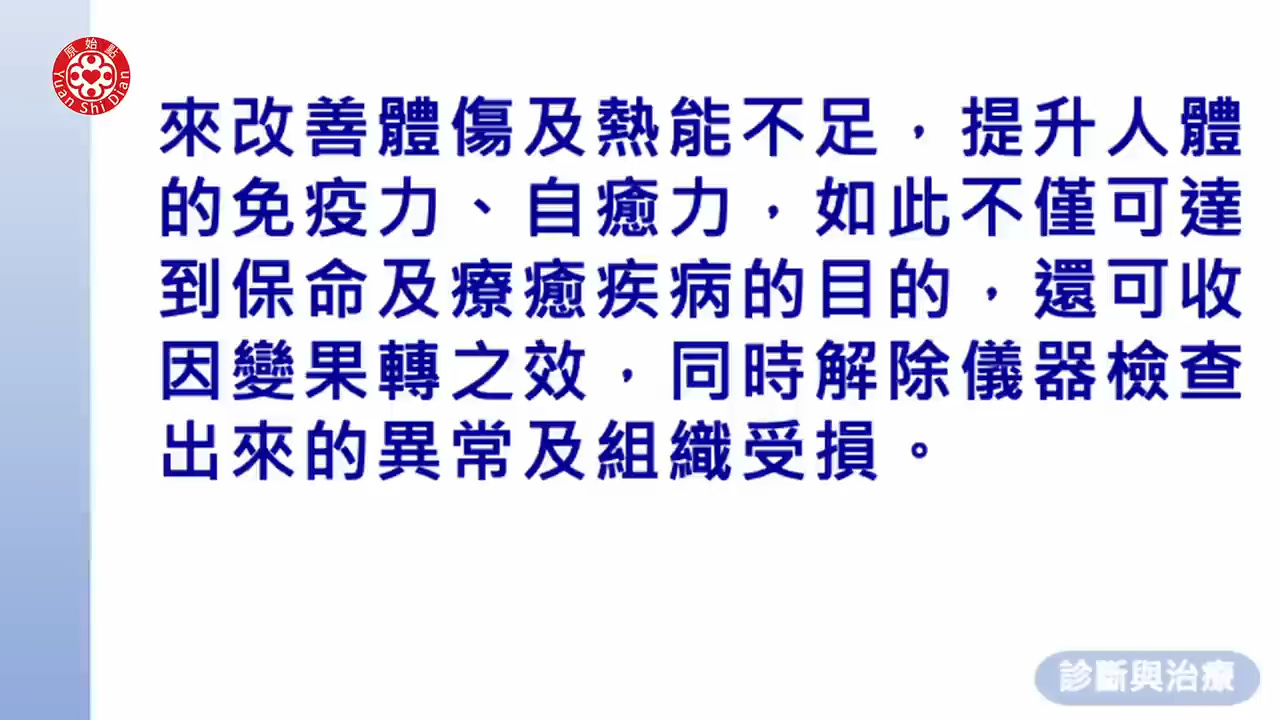 原始點
Yuan Shi Dian
來改善體傷及熱能不足，提升人體
的免疫力、自癒力，如此不僅可達
到保命及療癒疾病的目的，還可收
因變果轉之效，同時解除儀器檢查
出來的異常及組織受損。
診斷與治療